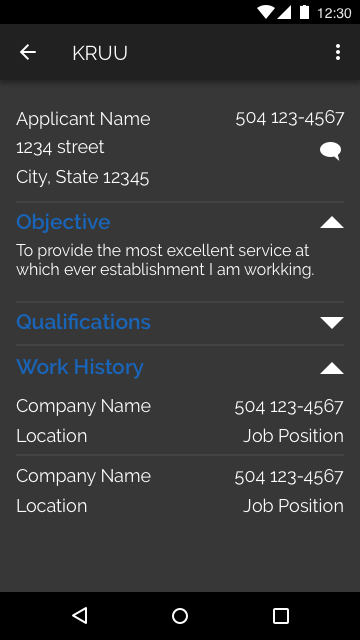 12:30
KRUU
Applicant Name 504 123-4567
1234 street
City, State 12345
Objective
To provide the most excellent service at
which ever establishment I am workking.
Qualifications
Work History
Company Name 504 123-4567
Location Job Position
Company Name 504 123-4567
Location Job Position